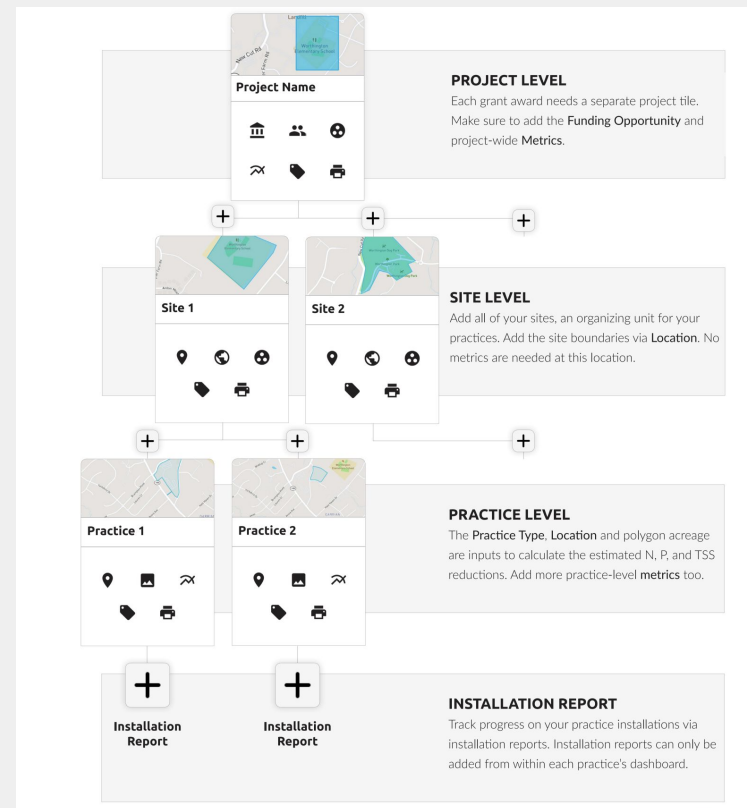 New Cut Rd
Project Name
PROJECT LEVEL
Each grant award needs a separate project tile.
Make sure to add the Funding Opportunity and
project-wide Metrics.
Site 1
Site 2
SITE LEVEL
Add all of your sites, an organizing unit for your
practices. Add the site boundaries via Location. No
metrics are needed at this location.
Practice 1
Practice 2
PRACTICE LEVEL
The Practice Type, Location and polygon acreage
are inputs to calculate the estimated N, P, and TSS
reductions. Add more practice-level metrics too.
Installation
Report
Installation
Report
INSTALLATION REPORT
Track progress on your practice installations via
installation reports. Installation reports can only be
added from within each practice's dashboard.